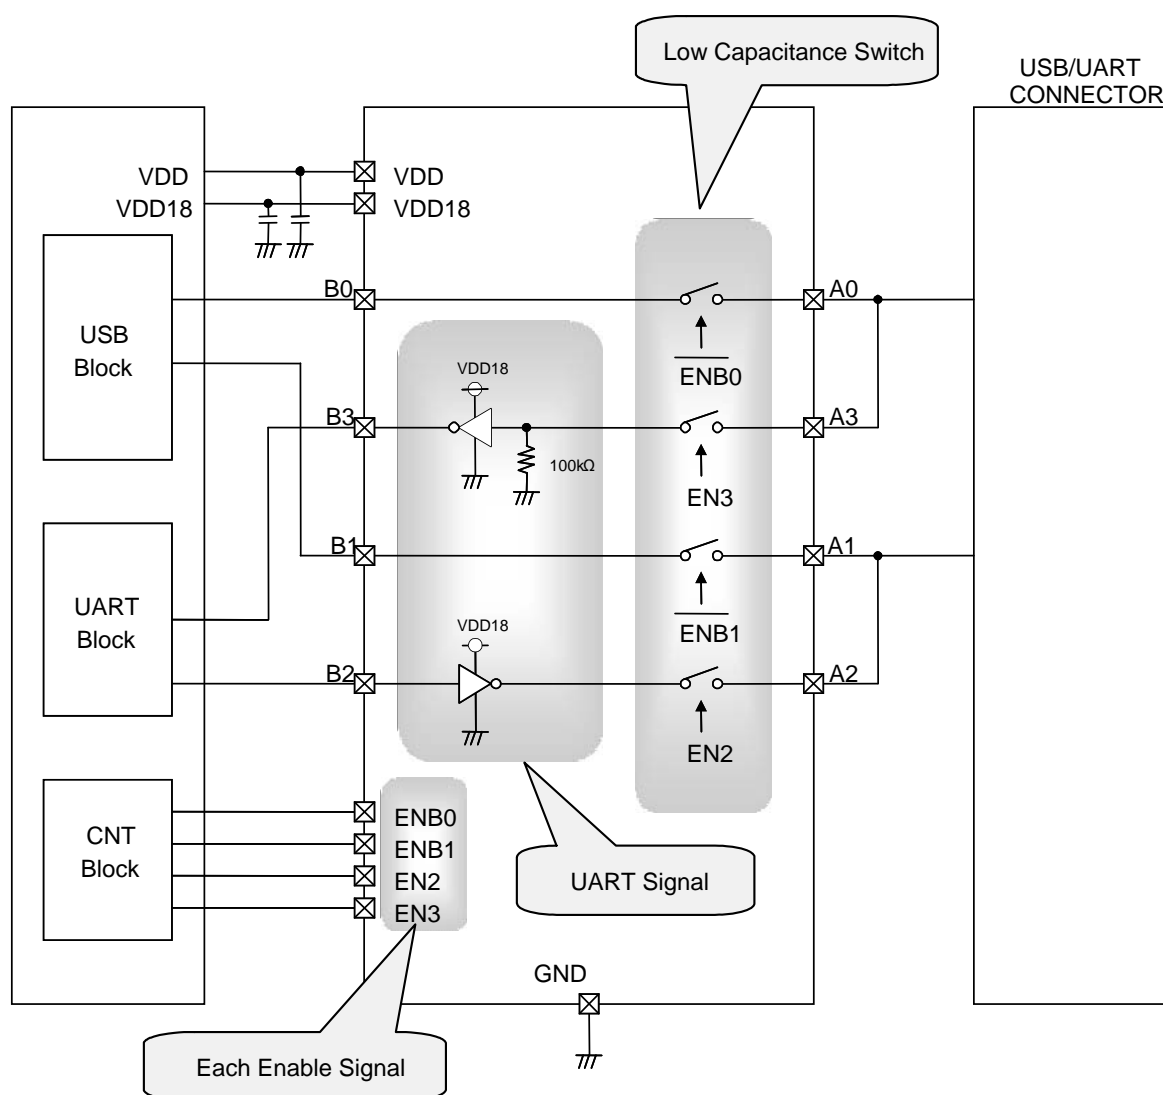 Low Capacitance Switch
USB/UART
CONNECTOR
VDD
VDD
VDD18
VDD18
B0
A0
USB
Block
VDD18
ENB0
B3
A3
100kΩ
EN3
B1
A1
UART
Block
VDD18
ENB1
B2
A2
EN2
CNT
Block
ENB0
ENB1
EN2
EN3
UART Signal
GND
Each Enable Signal